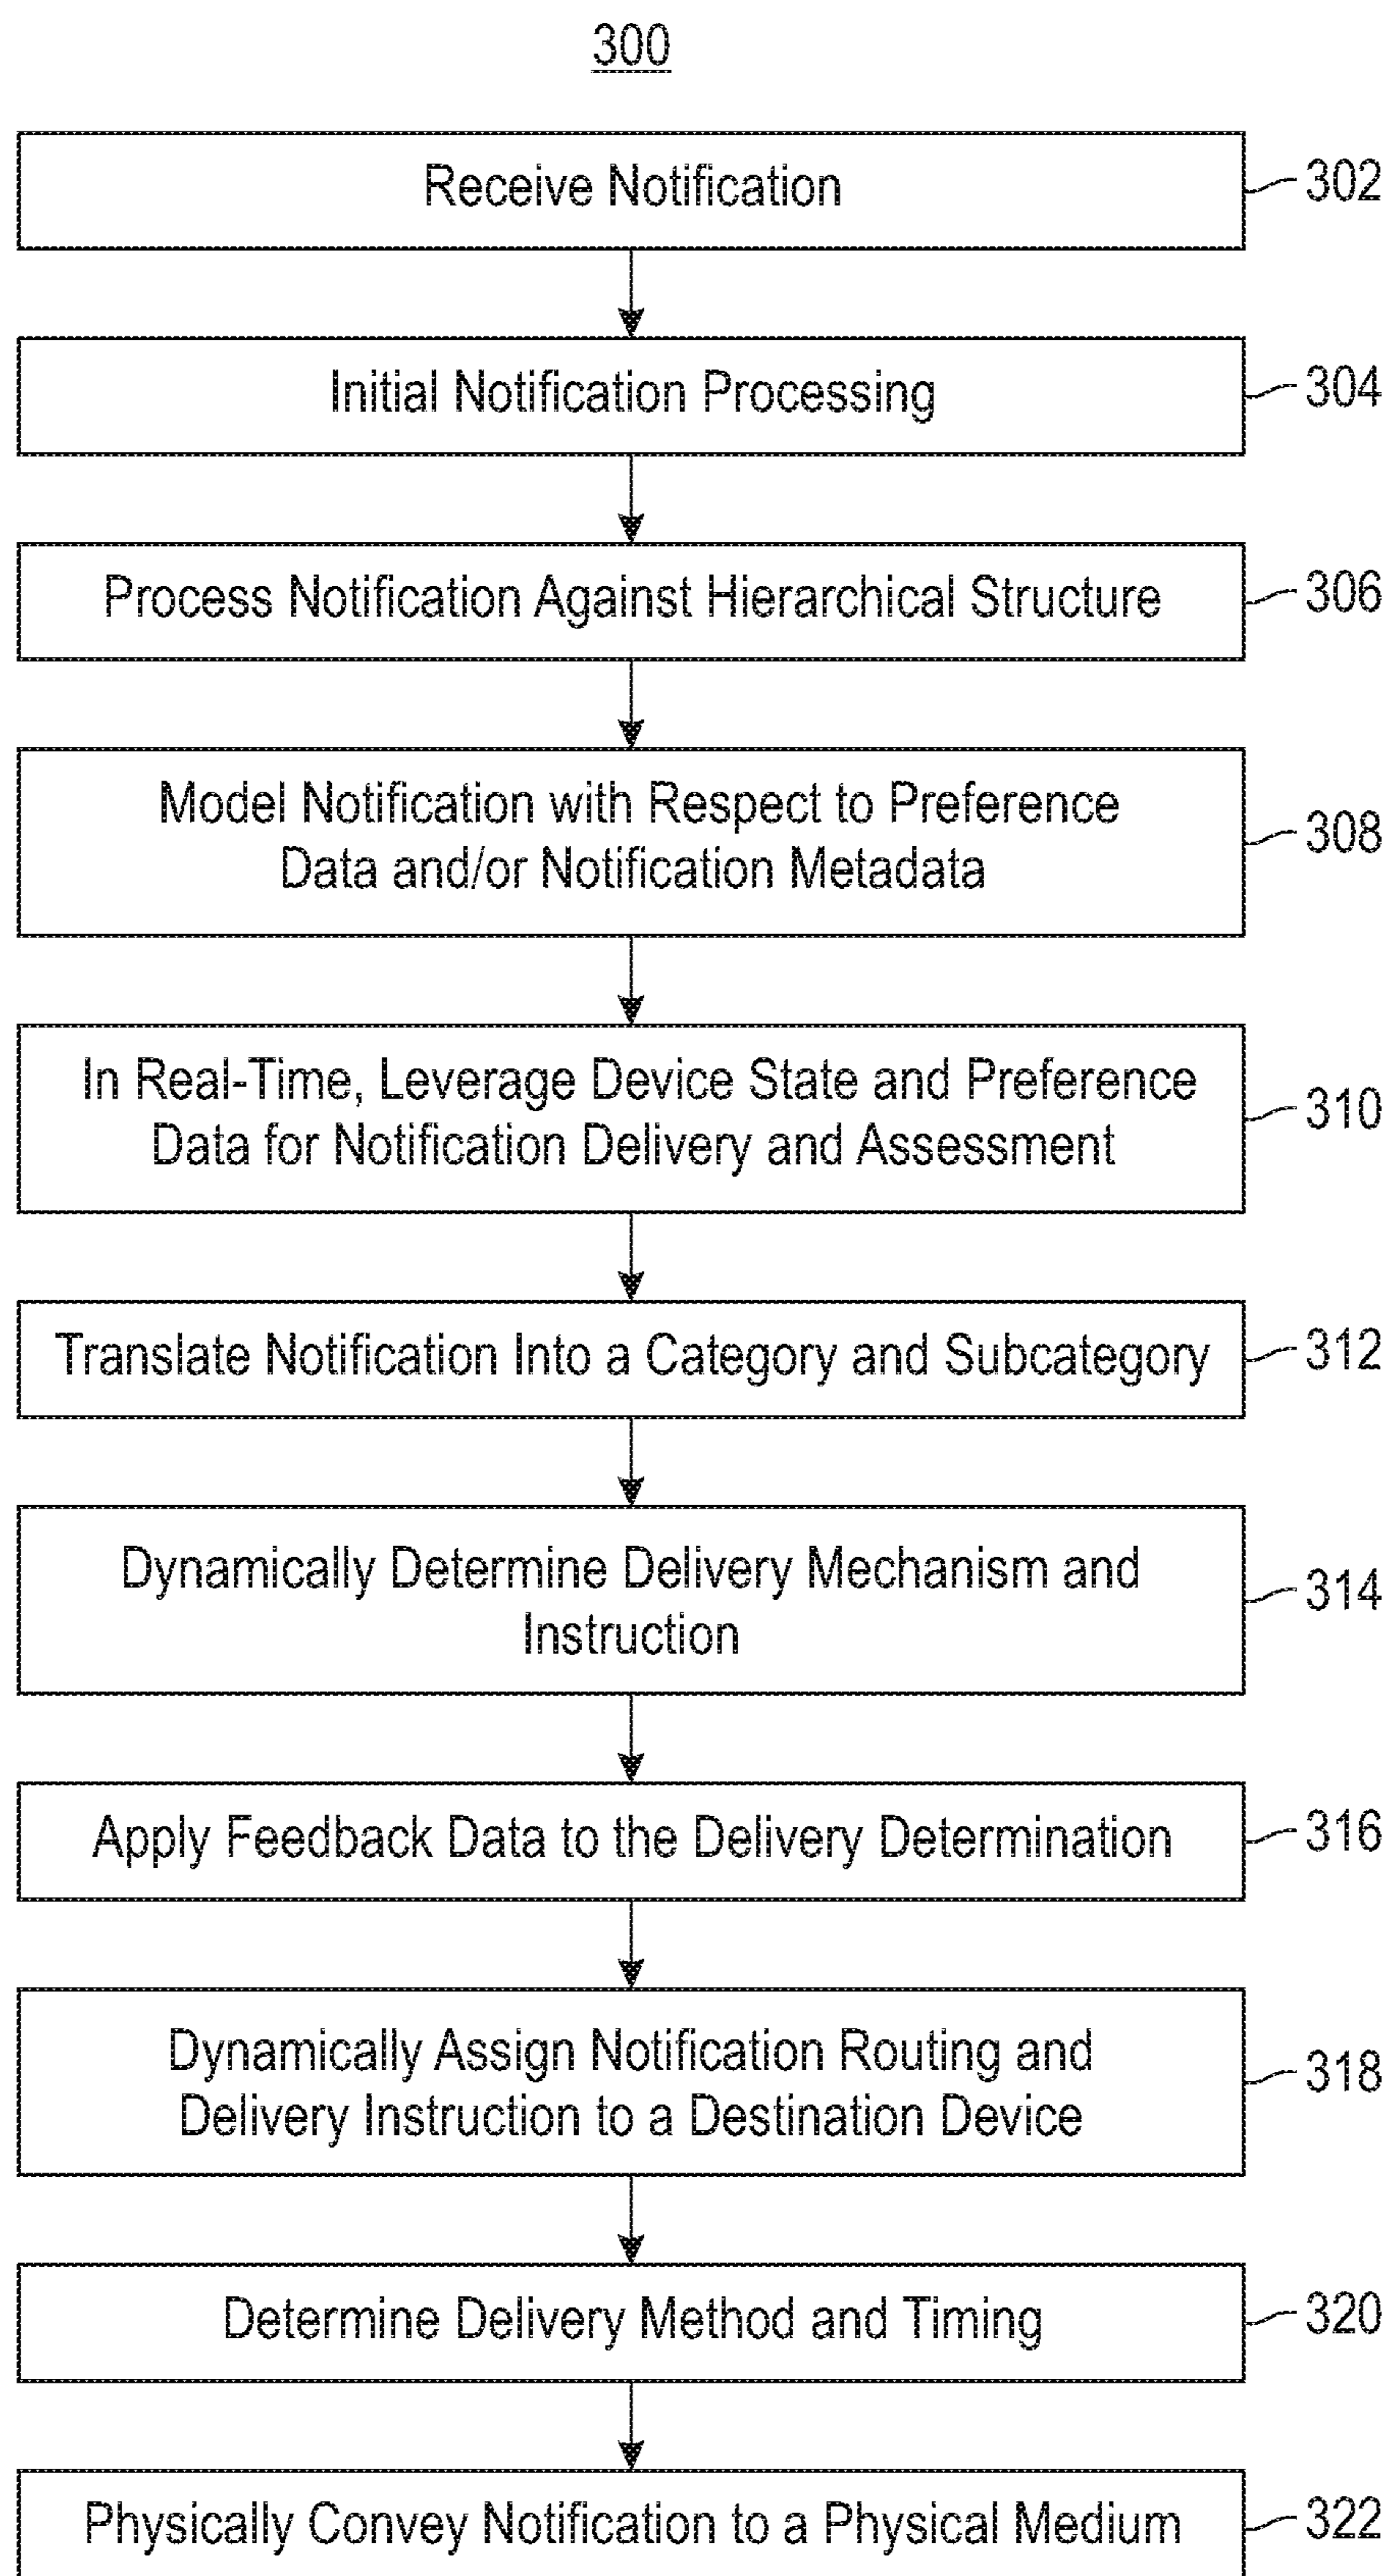 300
Receive Notification
302
Initial Notification Processing
304
Process Notification Against Hierarchical Structure
306
Model Notification with Respect to Preference
Data and/or Notification Metadata
308
In Real-Time, Leverage Device State and Preference
Data for Notification Delivery and Assessment
310
Translate Notification Into a Category and Subcategory
312
Dynamically Determine Delivery Mechanism and
Instruction
314
Apply Feedback Data to the Delivery Determination
316
Dynamically Assign Notification Routing and
Delivery Instruction to a Destination Device
318
Determine Delivery Method and Timing
320
Physically Convey Notification to a Physical Medium
322